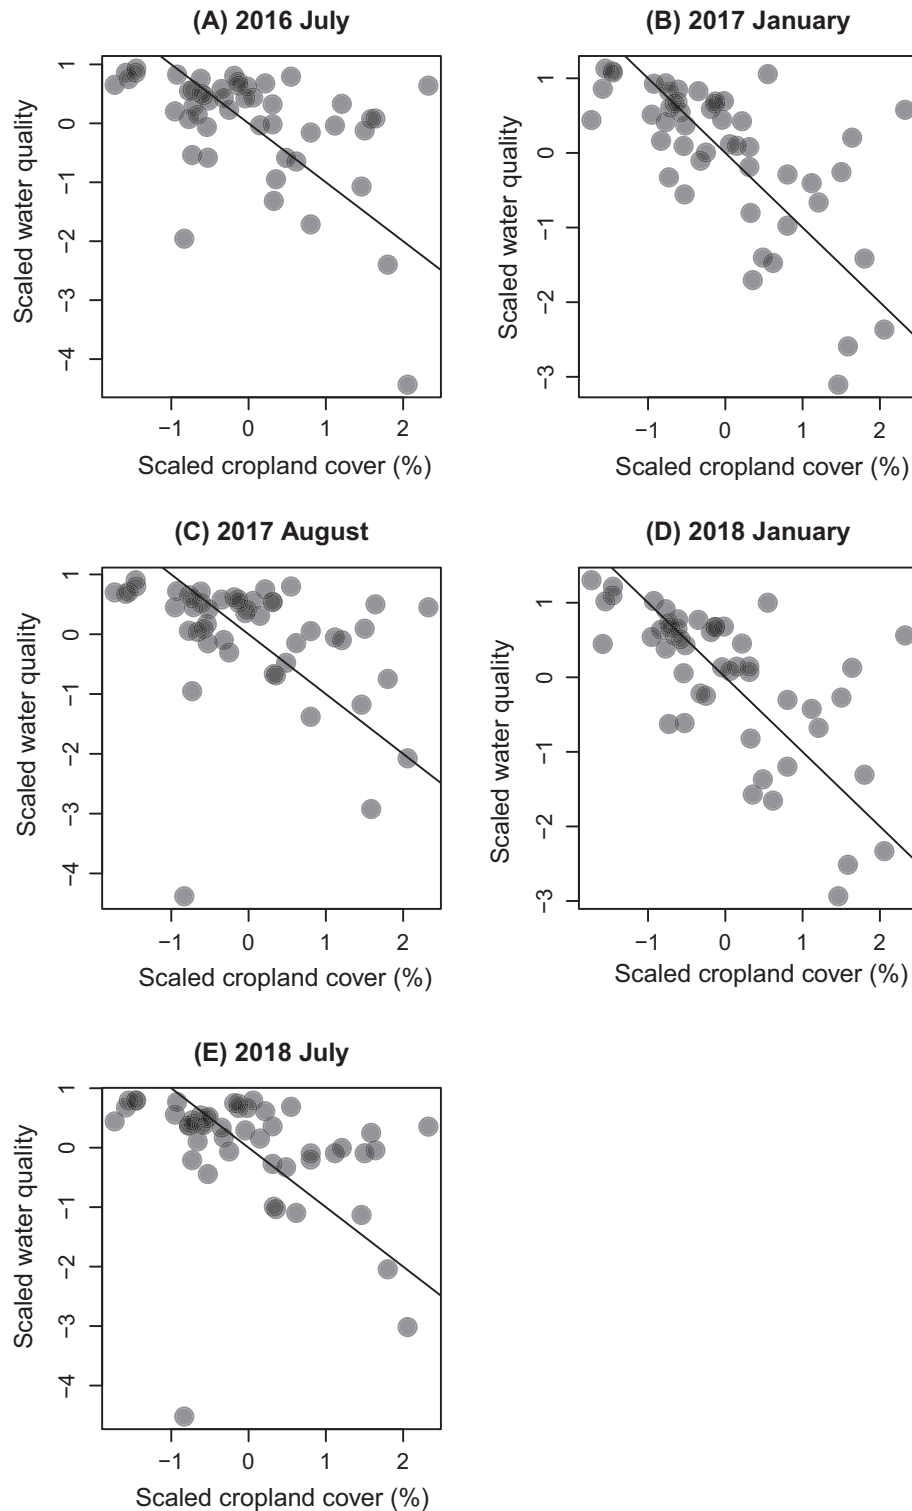 (A) 2016 July
(B) 2017 January
1
0
−1
−2
−3
−4
Scaled water quality
−1 0 1 2
Scaled cropland cover (%)
1
0
−1
−2
−3
Scaled water quality
−1 0 1 2
Scaled cropland cover (%)
(C) 2017 August
(D) 2018 January
1
0
−1
−2
−3
−4
Scaled water quality
−1 0 1 2
Scaled cropland cover (%)
1
0
−1
−2
−3
Scaled water quality
−1 0 1 2
Scaled cropland cover (%)
(E) 2018 July
1
0
−1
−2
−3
−4
Scaled water quality
−1 0 1 2
Scaled cropland cover (%)